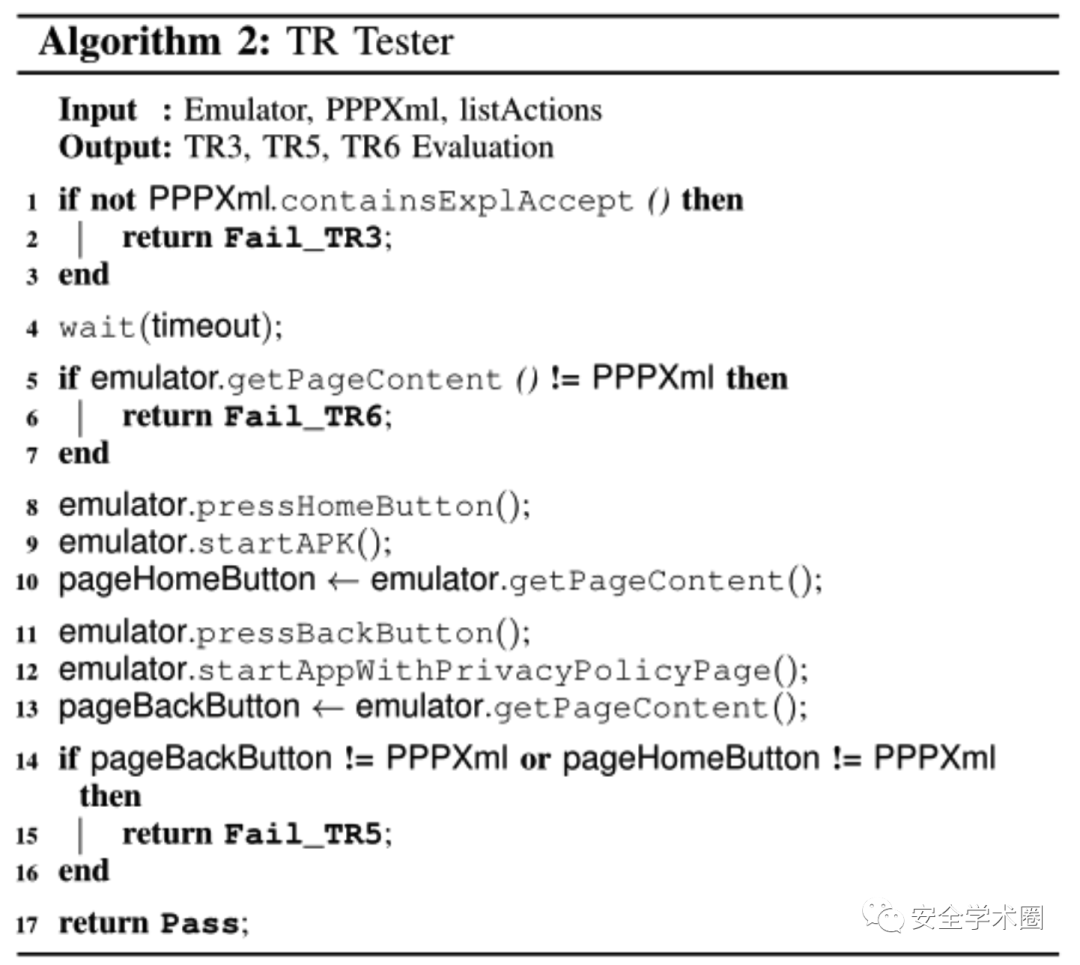 Algorithm 2: TR Tester
Input : Emulator, PPPXml, listActions
Output: TR3, TR5, TR6 Evaluation
1 if not PPPXml.containsExplAccept () then
2 return Fail_TR3;
3 end
4 wait(timeout);
5 if emulator.getPageContent () != PPPXml then
6 return Fail_TR6;
7 end
8 emulator.pressHomeButton();
9 emulator.startAPK();
10 pageHomeButton ← emulator.getPageContent();
11 emulator.pressBackButton();
12 emulator.startAppWithPrivacyPolicyPage();
13 pageBackButton ← emulator.getPageContent();
14 if pageBackButton != PPPXml or pageHomeButton != PPPXml
then
15 return Fail_TR5;
16 end
17 return Pass;
安全学术圈